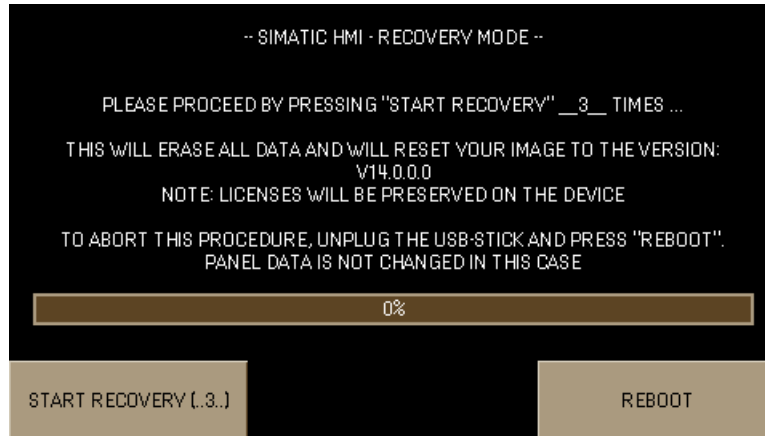 -- SIMATIC HMI - RECOVERY MODE --
PLEASE PROCEED BY PRESSING "START RECOVERY" __3__ TIMES ...
THIS WILL ERASE ALL DATA AND WILL RESET YOUR IMAGE TO THE VERSION:
V14.0.0.0
NOTE: LICENSES WILL BE PRESERVED ON THE DEVICE
TO ABORT THIS PROCEDURE, UNPLUG THE USB-STICK AND PRESS "REBOOT".
PANEL DATA IS NOT CHANGED IN THIS CASE
0%
START RECOVERY (..3..)
REBOOT